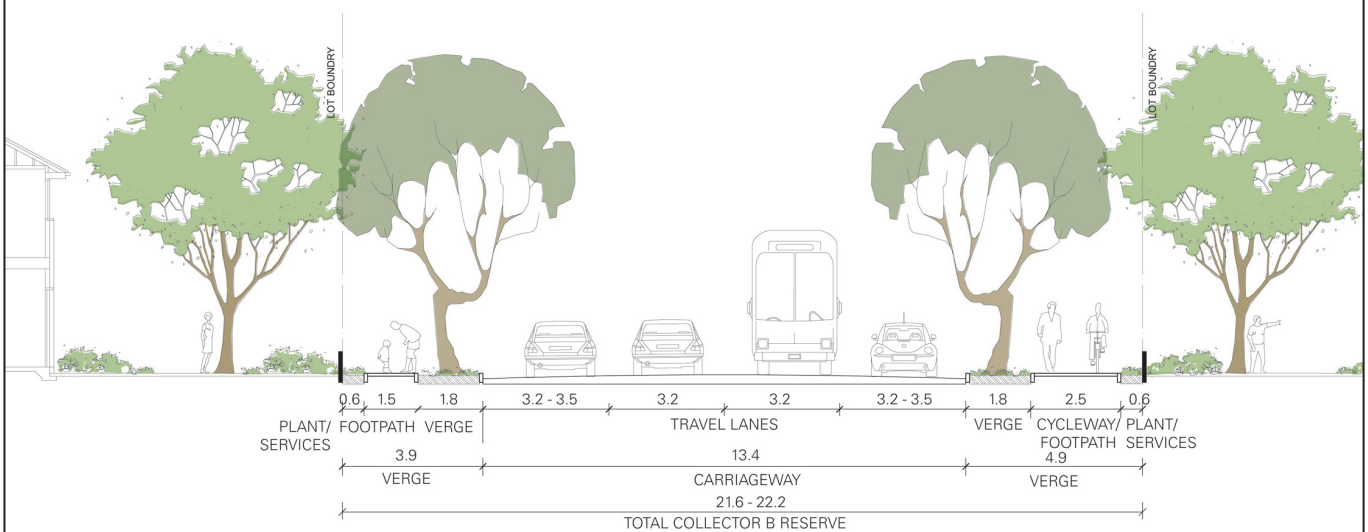 LOT BOUNDRY
LOT BOUNDRY
0.6 1.5 1.8 3.2 - 3.5 3.2 3.2 3.2 - 3.5 1.8 2.5 0.6
PLANT/ FOOTPATH VERGE TRAVEL LANES VERGE CYCLEWAY/ PLANT/
SERVICES FOOTPATH SERVICES
3.9 13.4 4.9
VERGE CARRIAGEWAY VERGE
21.6 - 22.2
TOTAL COLLECTOR B RESERVE